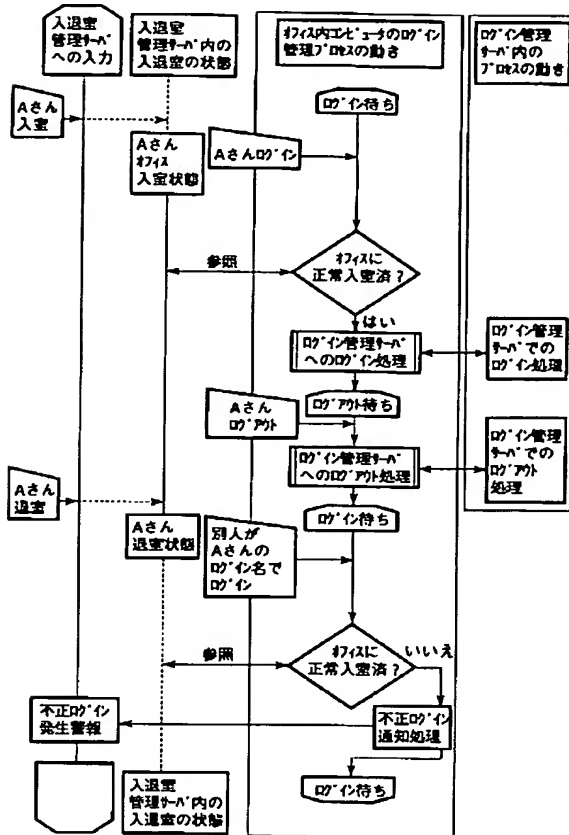 入退室
管理サーバ
への入力
入退室
管理サーバ内の
入退室の状態
オフィス内コンピュータのログイン
管理プロセスの動き
ログイン管理
サーバ内の
プロセスの動き
Aさん
入室
ログイン待ち
Aさん
オフィス
入室状態
Aさんログイン
参照
オフィスに
正常入室済?
はい
ログイン管理サーバ
へのログイン処理
ログイン管理
サーバでの
ログイン処理
ログアウト待ち
Aさん
ログアウト
ログイン管理サーバ
へのログアウト処理
ログイン管理
サーバでの
ログアウト
処理
Aさん
退室
Aさん
退室状態
ログイン待ち
別人が
Aさんの
ログイン名で
ログイン
参照
オフィスに
正常入室済?
いいえ
不正ログイン
発生警報
不正ログイン
通知処理
ログイン待ち
入退室
管理サーバ内の
入退室の状態